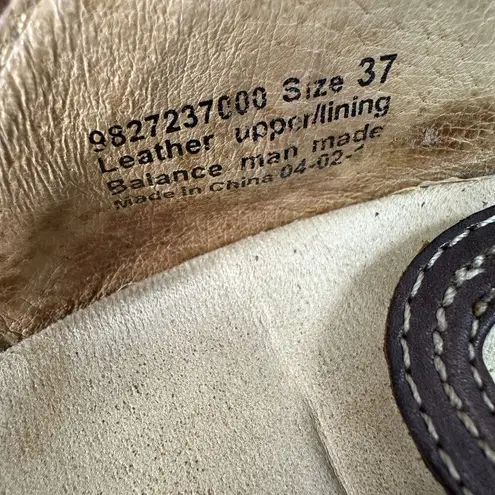 9827237000 Size 37
Leather upper/lining
Balance man made
Made in China 04-02-